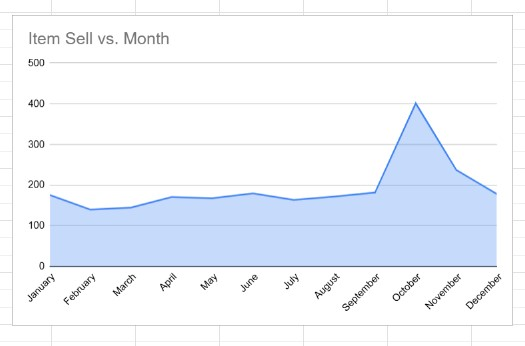 Item Sell vs. Month
500
400
300
200
100
0
January
February
March
April
May
June
July
August
September
October
November
December